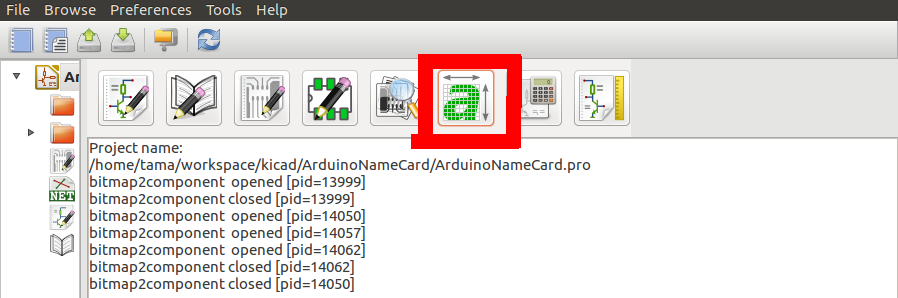 File Browse Preferences Tools Help
Ar
Project name:
/home/tama/workspace/kicad/ArduinoNameCard/ArduinoNameCard.pro
bitmap2component opened [pid=13999]
bitmap2component closed [pid=13999]
bitmap2component opened [pid=14050]
bitmap2component opened [pid=14057]
bitmap2component opened [pid=14062]
bitmap2component closed [pid=14062]
bitmap2component closed [pid=14050]
a
NET